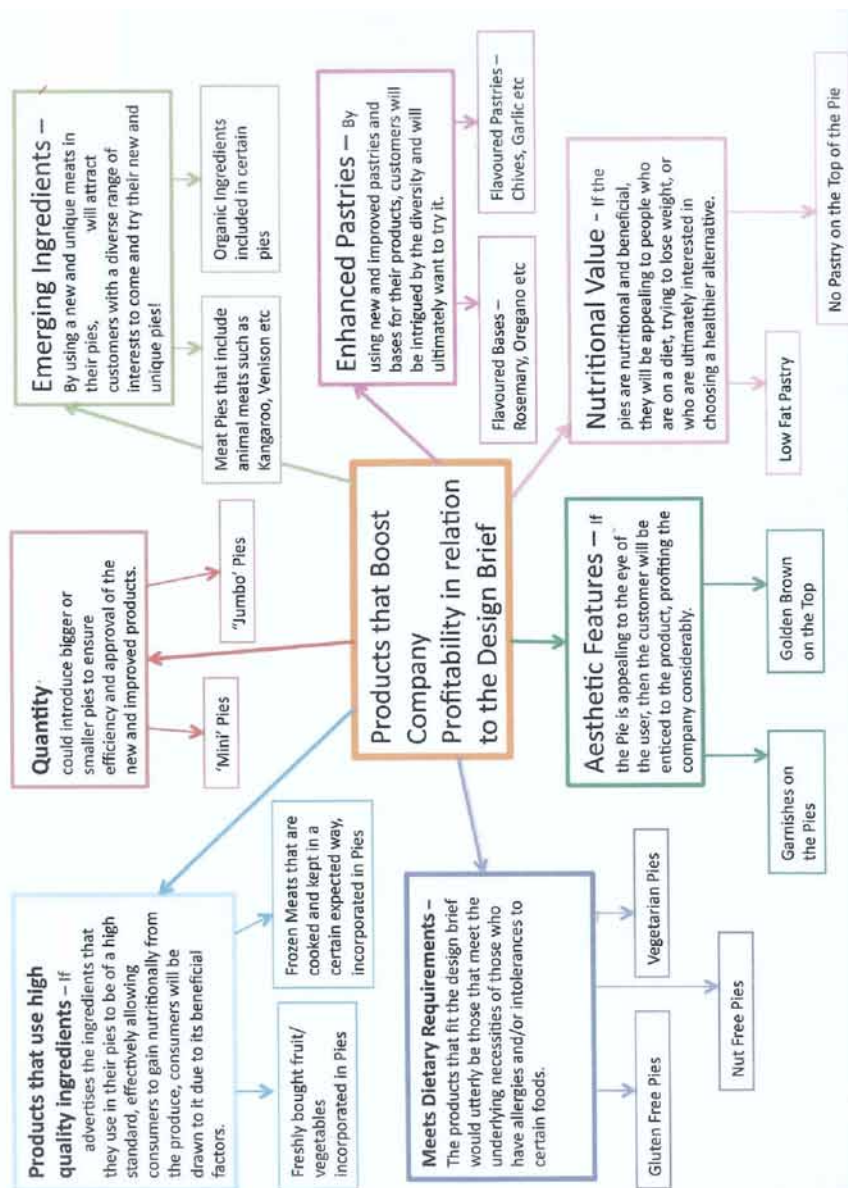 Products that use high
quality ingredients – If
advertises the ingredients that
they use in their pies to be of a high
standard, effectively allowing
consumers to gain nutritionally from
the produce, consumers will be
drawn to it due to its beneficial
factors.
Freshly bought fruit/
vegetables
incorporated in Pies
Frozen Meats that are
cooked and kept in a
certain expected way,
incorporated in Pies
Quantity
could introduce bigger or
smaller pies to ensure
efficiency and approval of the
new and improved products.
'Mini' Pies
"Jumbo' Pies
Emerging Ingredients –
By using a new and unique meats in
their pies, will attract
customers with a diverse range of
interests to come and try their new and
unique pies!
Meat Pies that include
animal meats such as
Kangaroo, Venison etc
Organic Ingredients
included in certain
pies
Products that Boost
Company
Profitability in relation
to the Design Brief
Enhanced Pastries – By
using new and improved pastries and
bases for their products, customers will
be intrigued by the diversity and will
ultimately want to try it.
Flavoured Bases –
Rosemary, Oregano etc
Flavoured Pastries –
Chives, Garlic etc
Meets Dietary Requirements –
The products that fit the design brief
would utterly be those that meet the
underlying necessities of those who
have allergies and/or intolerances to
certain foods.
Gluten Free Pies
Nut Free Pies
Vegetarian Pies
Aesthetic Features – If
the Pie is appealing to the eye of
the user, then the customer will be
enticed to the product, profiting the
company considerably.
Garnishes on
the Pies
Golden Brown
on the Top
Nutritional Value - If the
pies are nutritional and beneficial,
they will be appealing to people who
are on a diet, trying to lose weight, or
who are ultimately interested in
choosing a healthier alternative.
Low Fat Pastry
No Pastry on the Top of the Pie